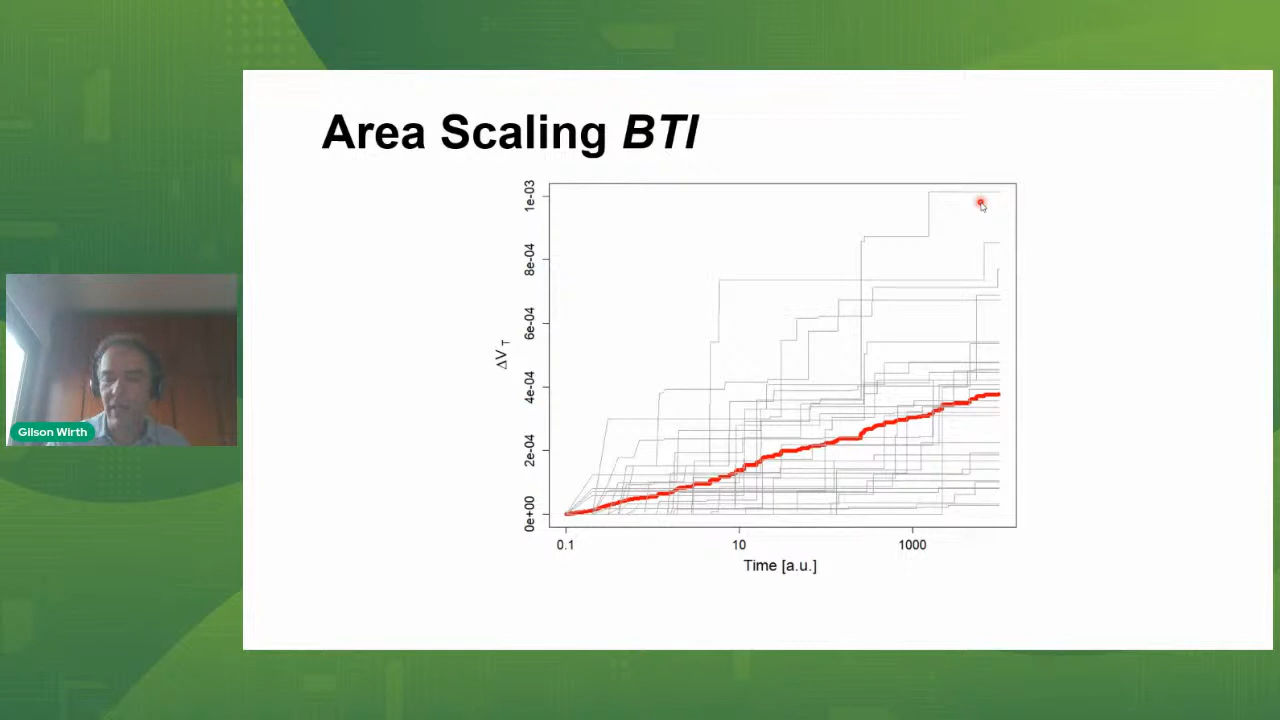 Area Scaling BTI
1e-03
8e-04
6e-04
4e-04
2e-04
0e+00
ΔV T
0.1 10 1000
Time [a.u.]
Gilson Wirth